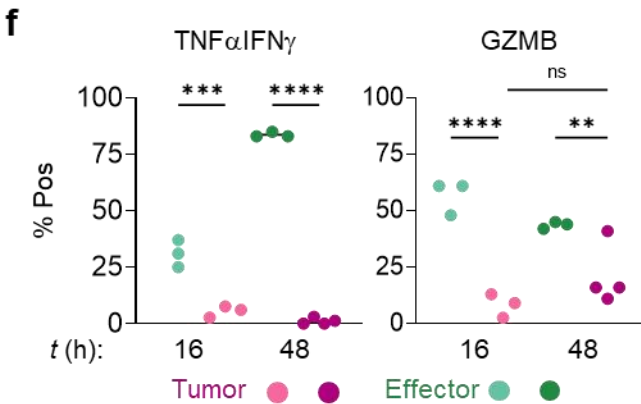 f
TNFαIFNγ
GZMB
ns
*** ****
**** **
100
75
50
25
0
100
75
50
25
0
% Pos
t (h): 16 48 16 48
Tumor Effector